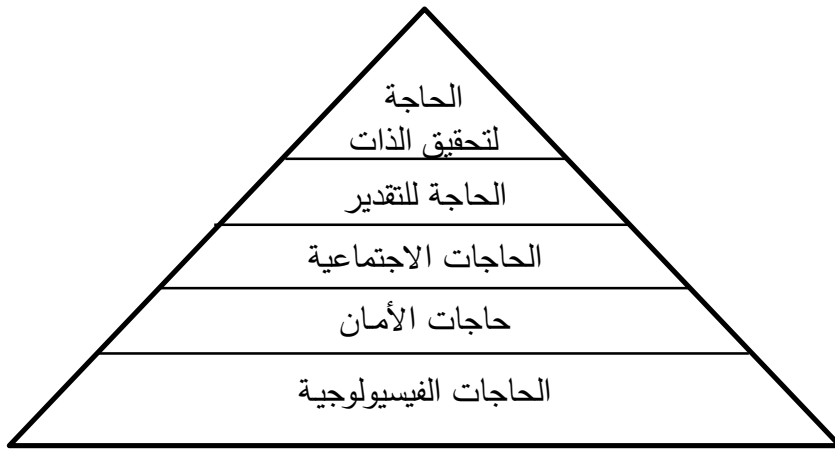 الحاجة
لتحقيق الذات
الحاجة للتقدير
الحاجات الاجتماعية
حاجات الأمان
الحاجات الفيسيولوجية